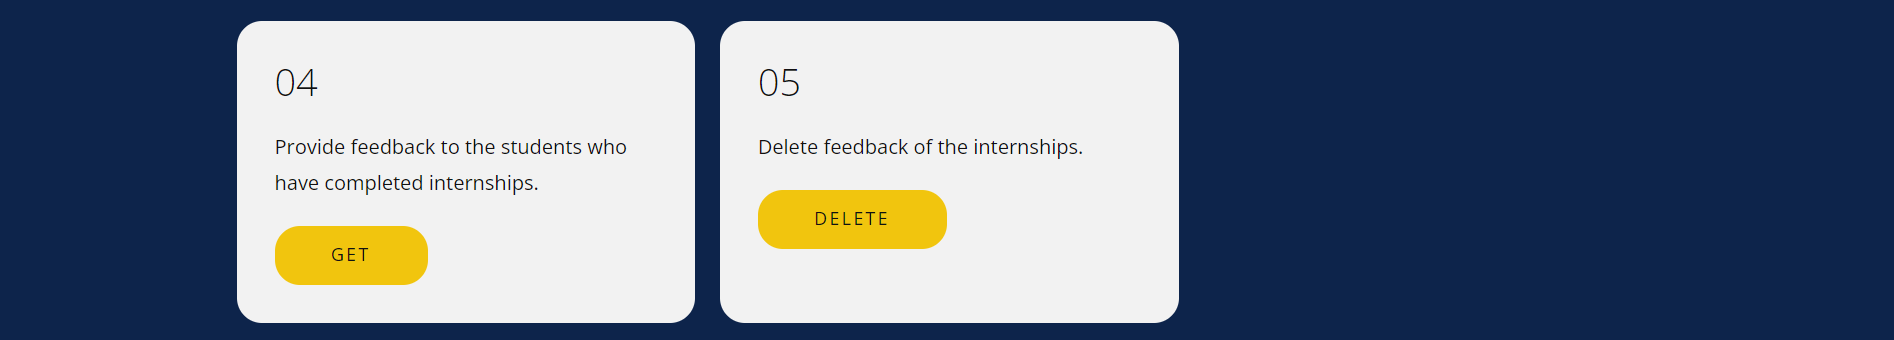 04
Provide feedback to the students who
have completed internships.
GET
05
Delete feedback of the internships.
DELETE